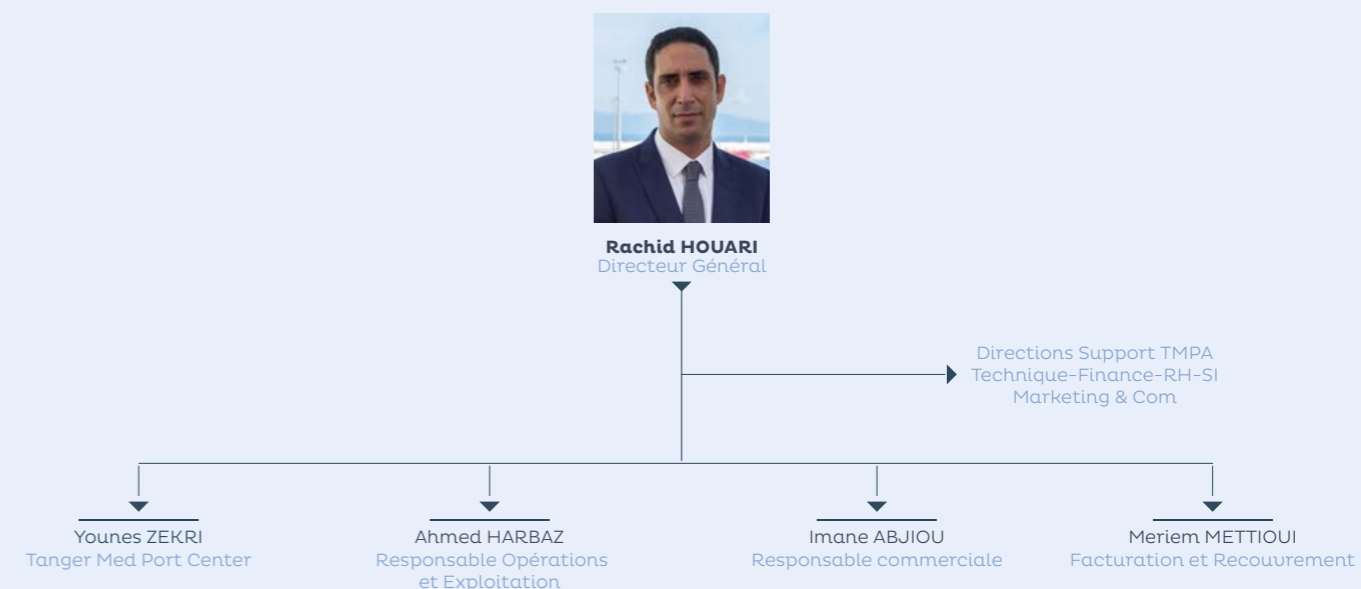 Rachid HOUARI
Directeur Général
Directions Support TMPA
Technique-Finance-RH-SI
Marketing & Com
Younes ZEKRI
Tanger Med Port Center
Ahmed HARBAZ
Responsable Opérations
et Exploitation
Imane ABJIOU
Responsable commerciale
Meriem METTIOUI
Facturation et Recouvrement